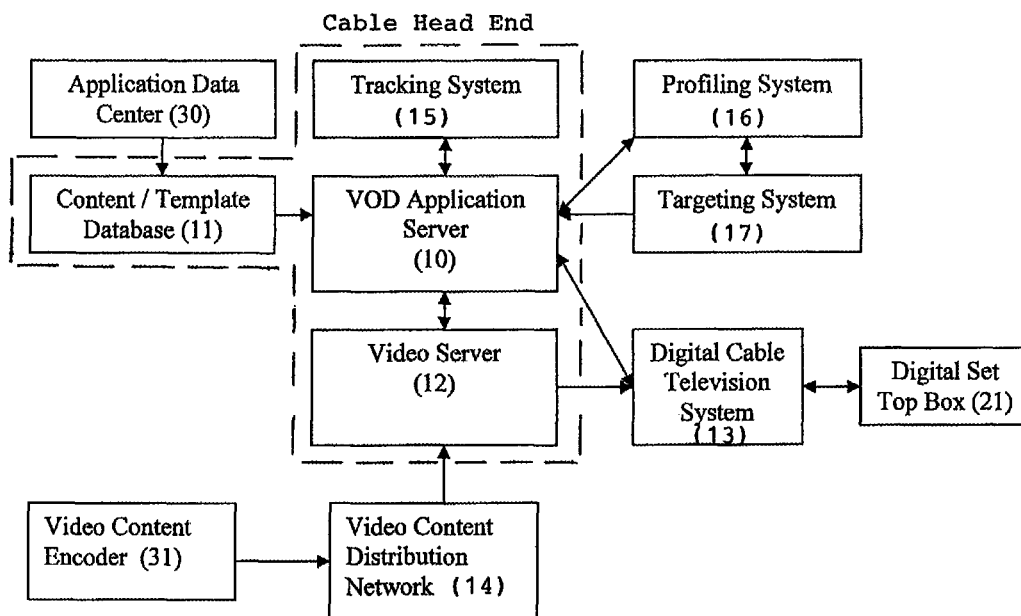 Cable Head End
Application Data
Center (30)
Tracking System
(15)
Profiling System
(16)
Content / Template
Database (11)
VOD Application
Server
(10)
Targeting System
(17)
Video Server
(12)
Digital Cable
Television
System
(13)
Digital Set
Top Box (21)
Video Content
Encoder (31)
Video Content
Distribution
Network (14)